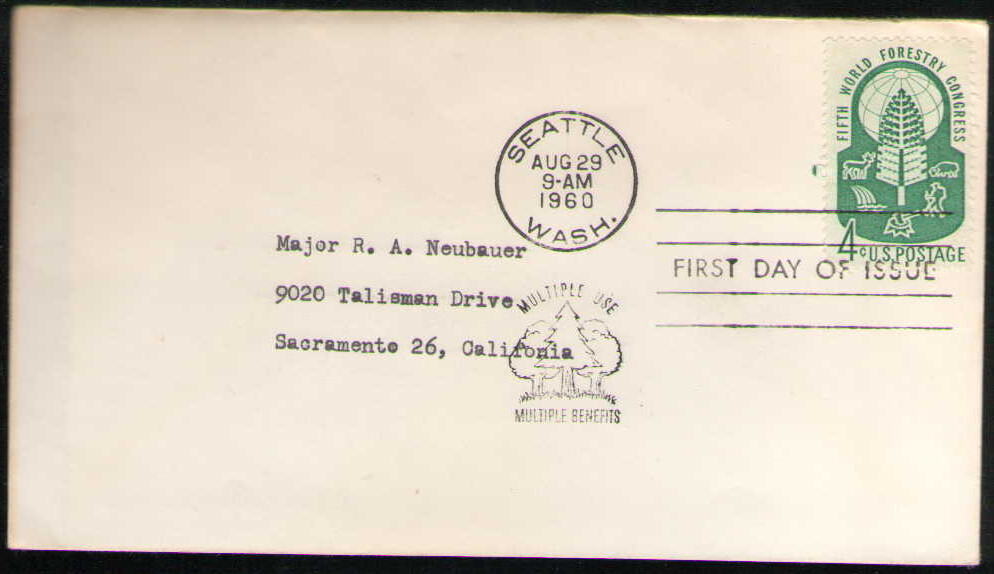 FIFTH WORLD FORESTRY CONGRESS
4¢ U.S. POSTAGE
SEATTLE
AUG 29
9-AM
1960
WASH.
FIRST DAY OF ISSUE
Major R. A. Neubauer
9020 Talisman Drive
Sacramento 26, California
MULTIPLE USE
MULTIPLE BENEFITS